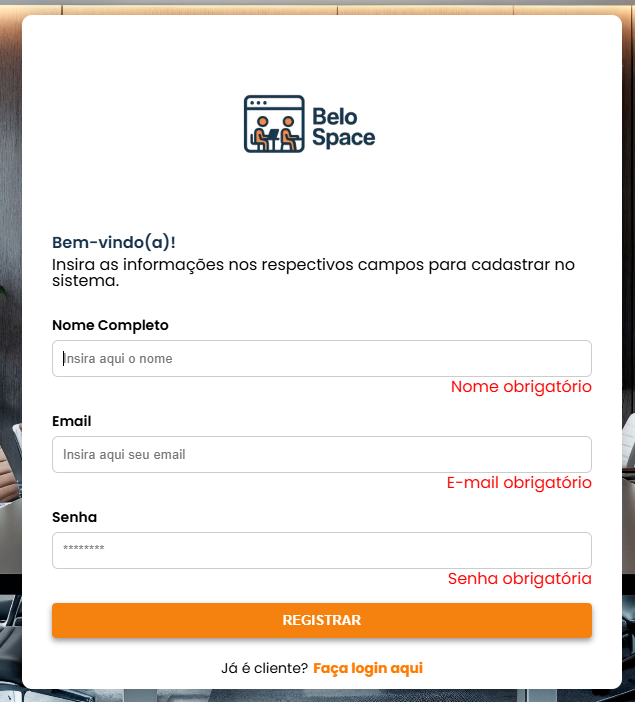 Belo
Space
Bem-vindo(a)!
Insira as informações nos respectivos campos para cadastrar no
sistema.
Nome Completo
Insira aqui o nome
Nome obrigatório
Email
Insira aqui seu email
E-mail obrigatório
Senha
********
Senha obrigatória
REGISTRAR
Já é cliente? Faça login aqui